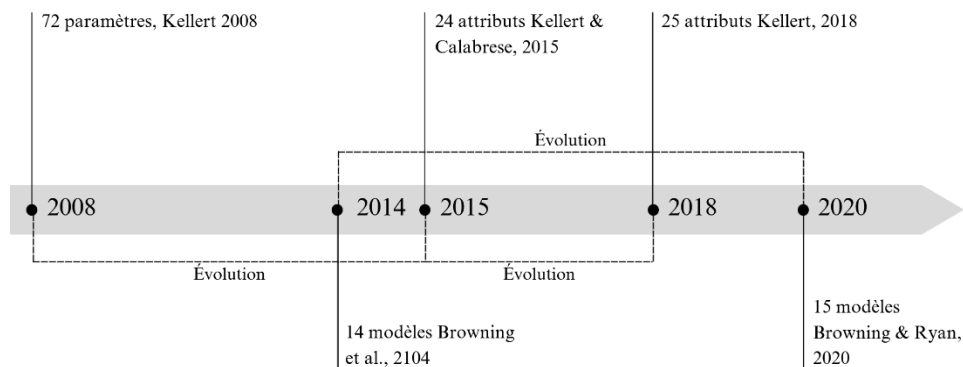 72 paramètres, Kellert 2008
24 attributs Kellert &
Calabrese, 2015
25 attributs Kellert, 2018
Évolution
2008
2014
2015
2018
2020
Évolution
Évolution
14 modèles Browning
et al., 2104
15 modèles
Browning & Ryan,
2020